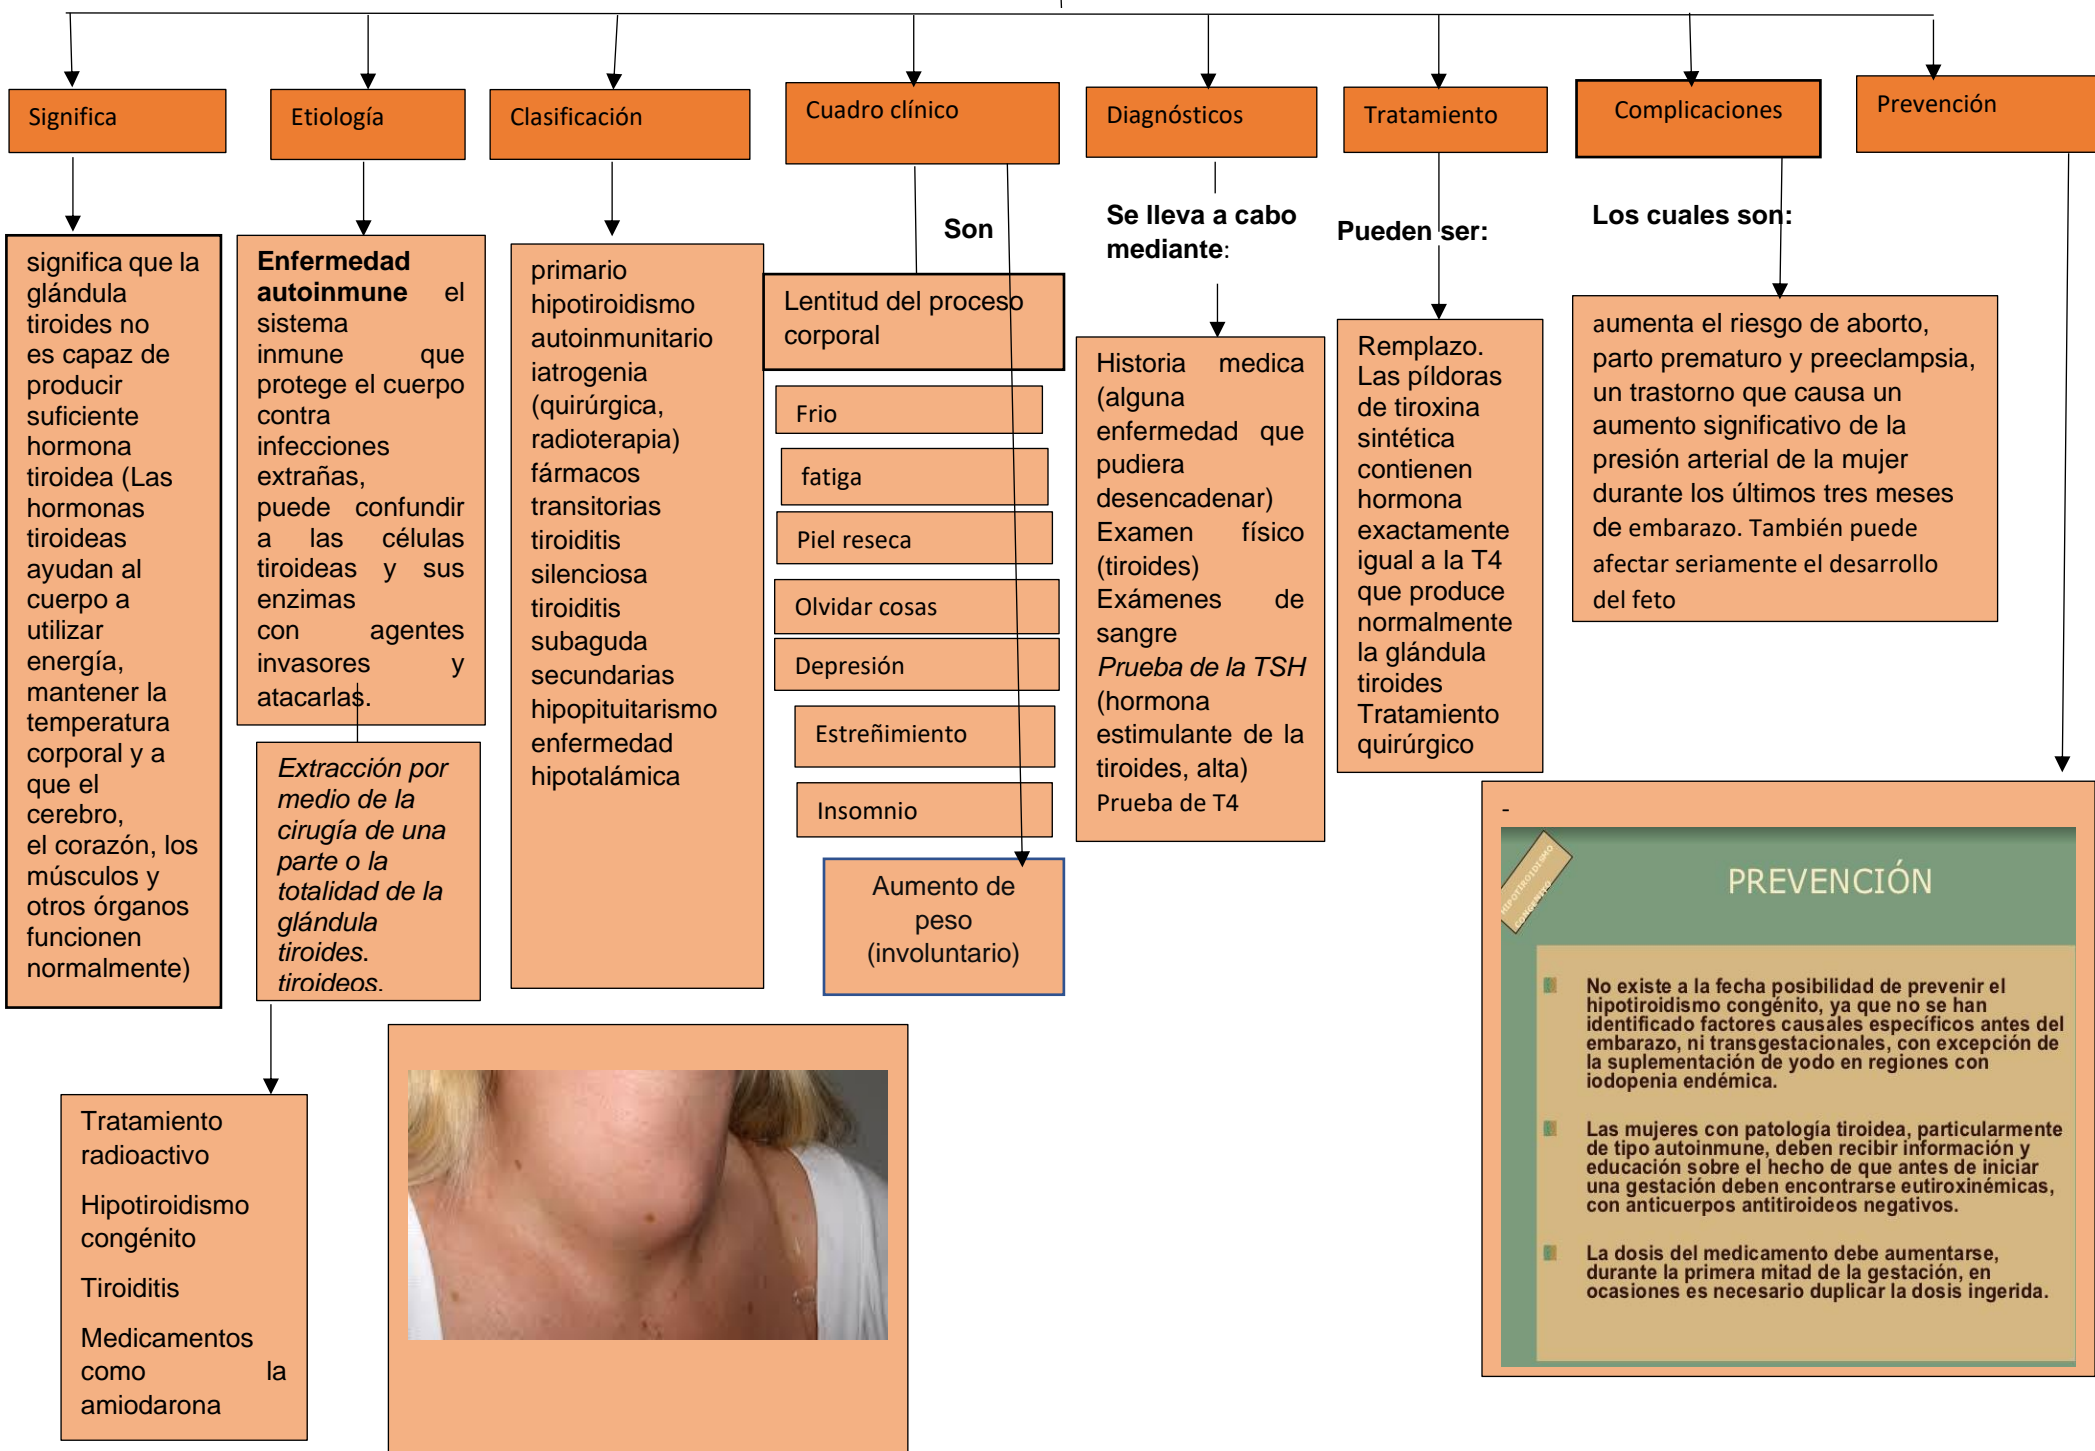 Significa
Etiología
Clasificación
Cuadro clínico
Diagnósticos
Tratamiento
Complicaciones
Prevención
significa que la
glándula
tiroides no
es capaz de
producir
suficiente
hormona
tiroidea (Las
hormonas
tiroideas
ayudan al
cuerpo a
utilizar
energía,
mantener la
temperatura
corporal y a
que el
cerebro,
el corazón, los
músculos y
otros órganos
funcionen
normalmente)
Enfermedad
autoinmune el
sistema
inmune que
protege el cuerpo
contra
infecciones
extrañas,
puede confundir
a las células
tiroideas y sus
enzimas
con agentes
invasores y
atacarlas.
Extracción por
medio de la
cirugía de una
parte o la
totalidad de la
glándula
tiroides.
tiroideos.
Tratamiento
radioactivo
Hipotiroidismo
congénito
Tiroiditis
Medicamentos
como la
amiodarona
primario
hipotiroidismo
autoinmunitario
iatrogenia
(quirúrgica,
radioterapia)
fármacos
transitorias
tiroiditis
silenciosa
tiroiditis
subaguda
secundarias
hipopituitarismo
enfermedad
hipotalámica
Son
Lentitud del proceso
corporal
Frio
fatiga
Piel reseca
Olvidar cosas
Depresión
Estreñimiento
Insomnio
Aumento de
peso
(involuntario)
Se lleva a cabo
mediante:
Historia medica
(alguna
enfermedad que
pudiera
desencadenar)
Examen físico
(tiroides)
Exámenes de
sangre
Prueba de la TSH
(hormona
estimulante de la
tiroides, alta)
Prueba de T4
Pueden ser:
Remplazo.
Las píldoras
de tiroxina
sintética
contienen
hormona
exactamente
igual a la T4
que produce
normalmente
la glándula
tiroides
Tratamiento
quirúrgico
Los cuales son:
aumenta el riesgo de aborto,
parto prematuro y preeclampsia,
un trastorno que causa un
aumento significativo de la
presión arterial de la mujer
durante los últimos tres meses
de embarazo. También puede
afectar seriamente el desarrollo
del feto
-
HIPOTIROIDISMO
CONGENITO
PREVENCIÓN
No existe a la fecha posibilidad de prevenir el
hipotiroidismo congénito, ya que no se han
identificado factores causales específicos antes del
embarazo, ni transgestacionales, con excepción de
la suplementación de yodo en regiones con
iodopenia endémica.
Las mujeres con patología tiroidea, particularmente
de tipo autoinmune, deben recibir información y
educación sobre el hecho de que antes de iniciar
una gestación deben encontrarse eutiroxinémicas,
con anticuerpos antitiroideos negativos.
La dosis del medicamento debe aumentarse,
durante la primera mitad de la gestación, en
ocasiones es necesario duplicar la dosis ingerida.